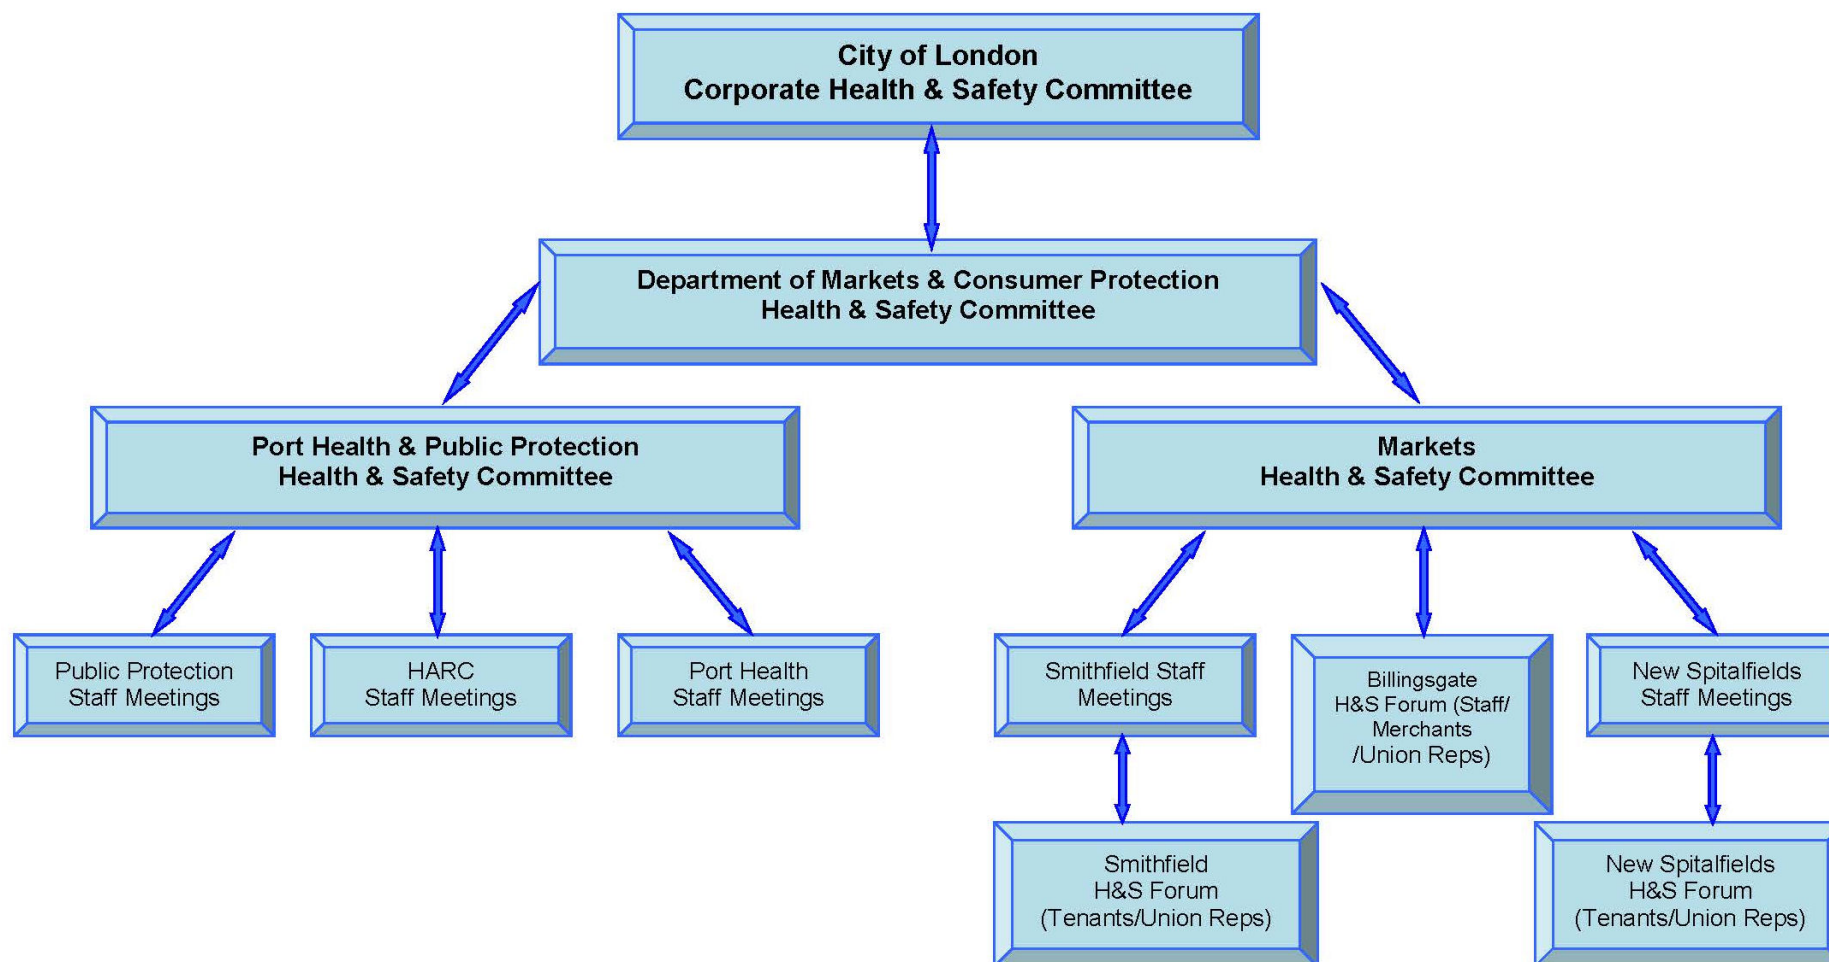 City of London
Corporate Health & Safety Committee
Department of Markets & Consumer Protection
Health & Safety Committee
Port Health & Public Protection
Health & Safety Committee
Markets
Health & Safety Committee
Public Protection
Staff Meetings
HARC
Staff Meetings
Port Health
Staff Meetings
Smithfield Staff
Meetings
Billingsgate
H&S Forum (Staff/
Merchants
/Union Reps)
New Spitalfields
Staff Meetings
Smithfield
H&S Forum
(Tenants/Union Reps)
New Spitalfields
H&S Forum
(Tenants/Union Reps)